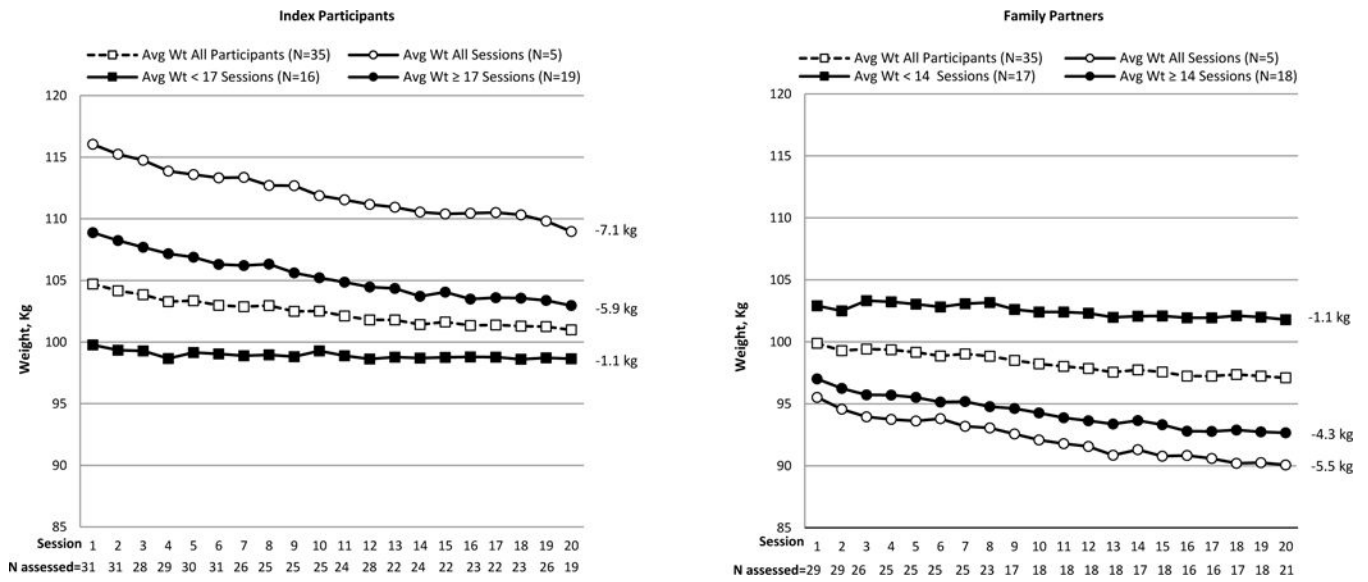 Index Participants
Avg Wt All Participants (N=35) Avg Wt All Sessions (N=5)
Avg Wt < 17 Sessions (N=16) Avg Wt ≥ 17 Sessions (N=19)
120
115
110
105
100
95
90
85
Weight, Kg
-7.1 kg
-5.9 kg
-1.1 kg
Session 1 2 3 4 5 6 7 8 9 10 11 12 13 14 15 16 17 18 19 20
N assessed=31 31 28 29 30 31 26 25 25 25 24 28 22 24 22 23 22 23 26 19
Family Partners
Avg Wt All Participants (N=35) Avg Wt All Sessions (N=5)
Avg Wt < 14 Sessions (N=17) Avg Wt ≥ 14 Sessions (N=18)
120
115
110
105
100
95
90
85
Weight, Kg
-1.1 kg
-4.3 kg
-5.5 kg
Session 1 2 3 4 5 6 7 8 9 10 11 12 13 14 15 16 17 18 19 20
N assessed=29 29 26 25 25 25 25 23 17 18 18 18 18 17 18 16 16 17 18 21